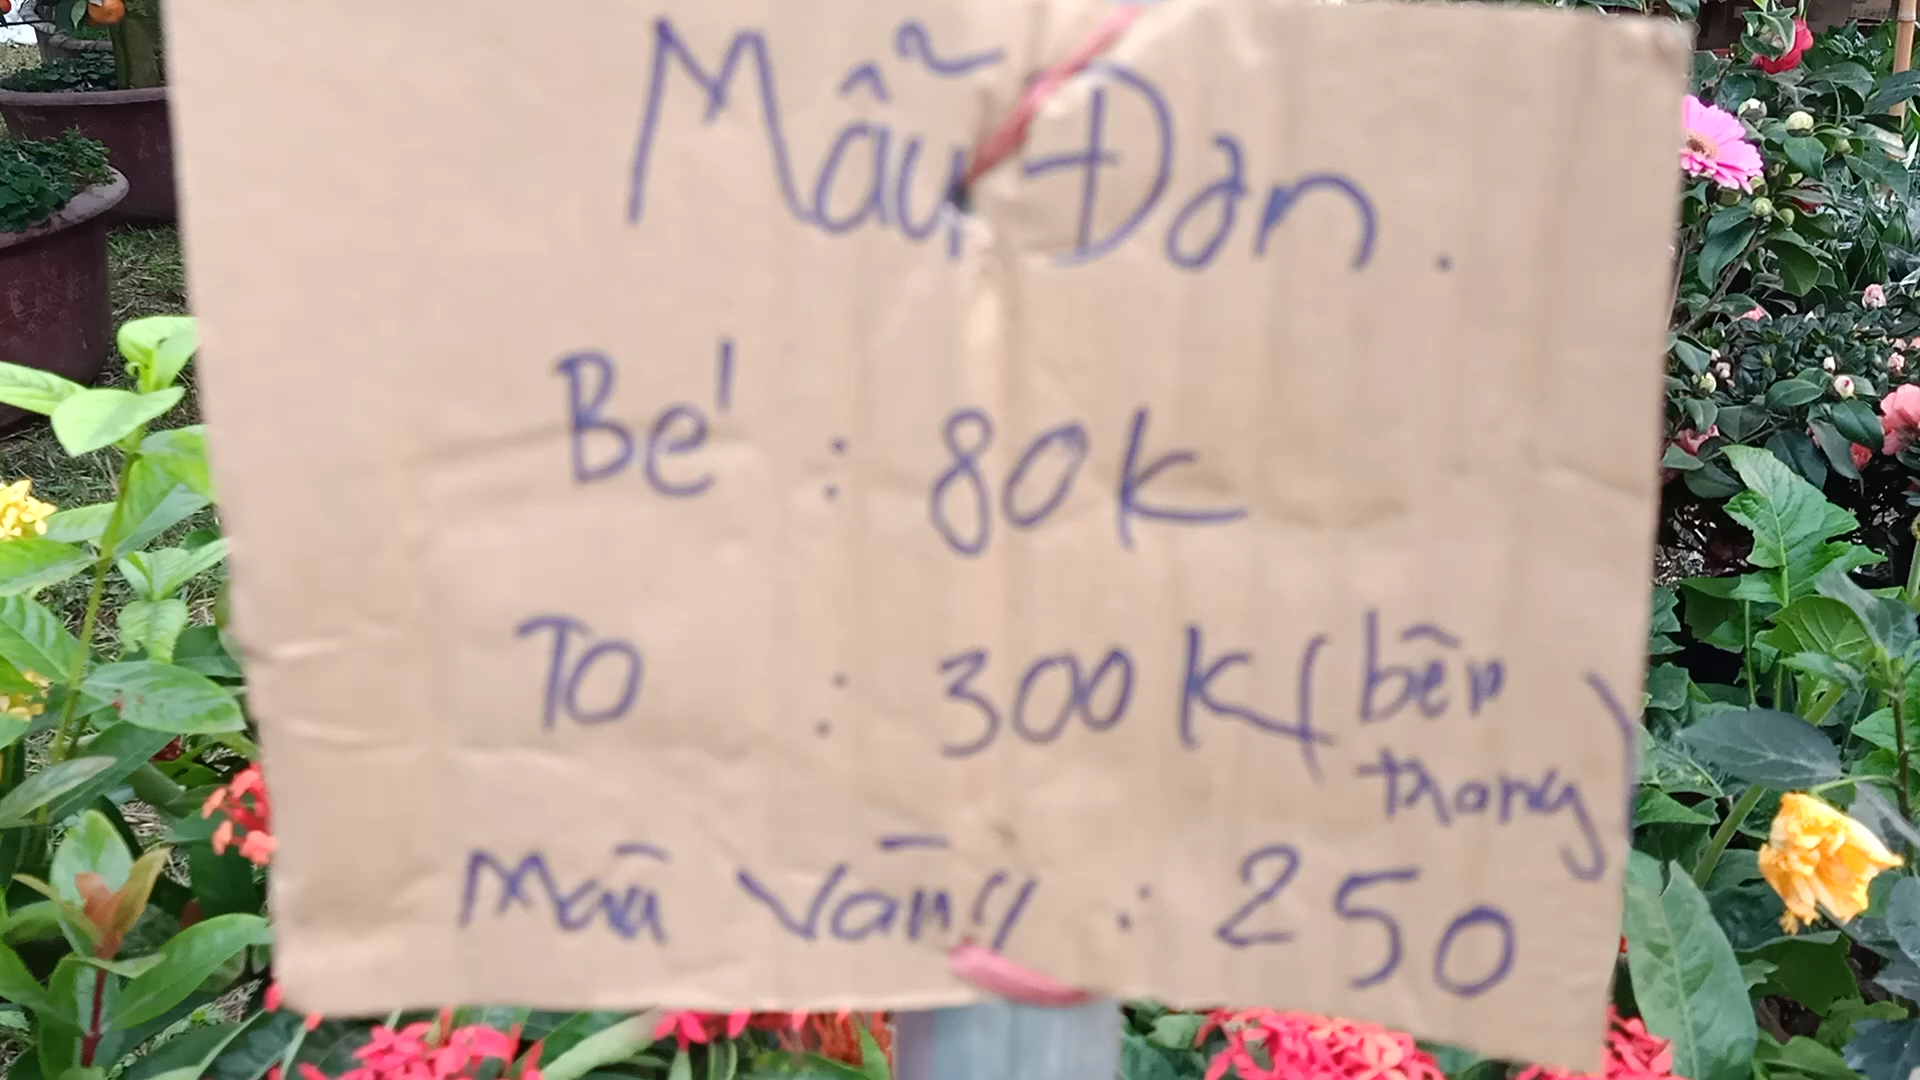 Mẫu Đơn.
Bé : 80K
To : 300K (bên trong)
Màu vàng : 250